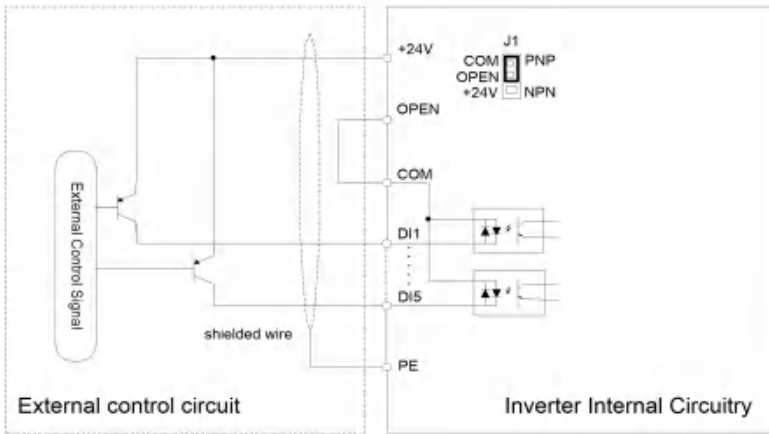 +24V
J1
COM PNP
OPEN
+24V NPN
OPEN
COM
External Control Signal
DI1
DI5
shielded wire
PE
External control circuit
Inverter Internal Circuitry